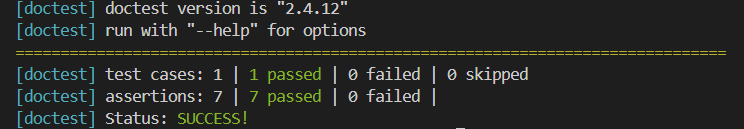 [doctest] doctest version is "2.4.12"
[doctest] run with "--help" for options
===============================================================================
[doctest] test cases: 1 | 1 passed | 0 failed | 0 skipped
[doctest] assertions: 7 | 7 passed | 0 failed |
[doctest] Status: SUCCESS!